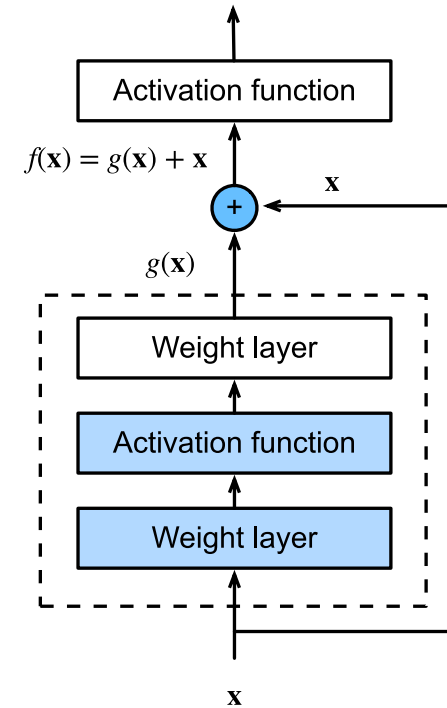 Activation function
f(x) = g(x) + x
x
+
g(x)
Weight layer
Activation function
Weight layer
x